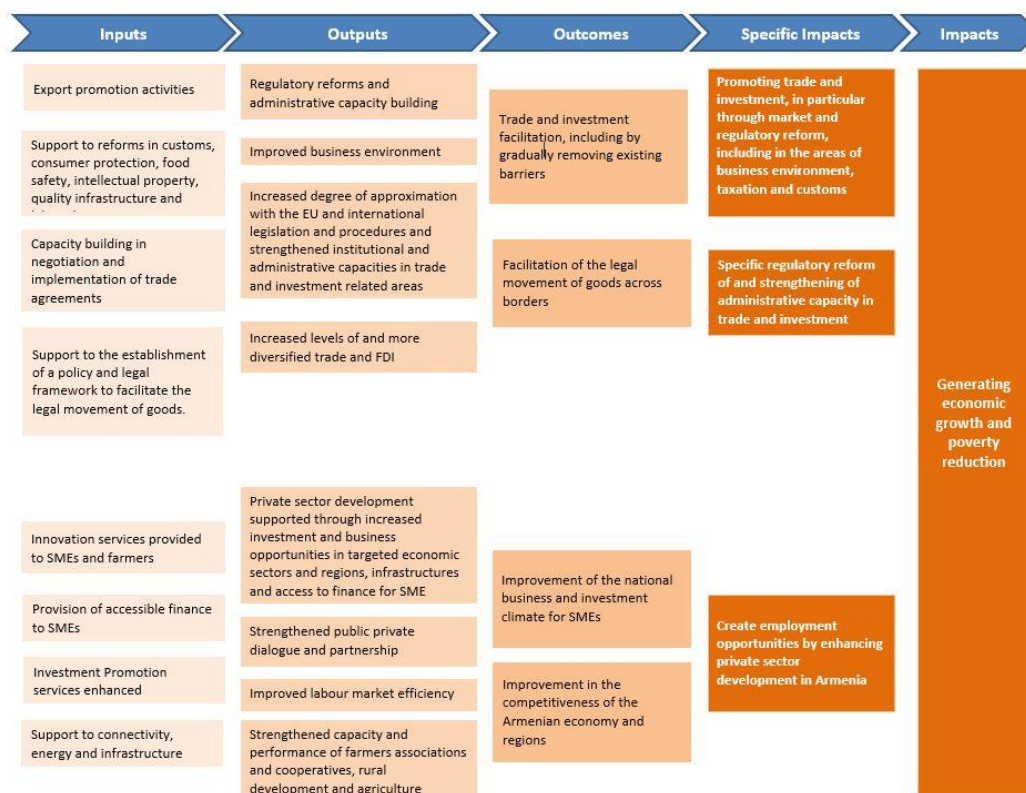 Inputs
Outputs
Outcomes
Specific Impacts
Impacts
Export promotion activities
Support to reforms in customs,
consumer protection, food
safety, intellectual property,
quality infrastructure and
Capacity building in
negotiation and
implementation of trade
agreements
Support to the establishment
of a policy and legal
framework to facilitate the
legal movement of goods.
Innovation services provided
to SMEs and farmers
Provision of accessible finance
to SMEs
Investment Promotion
services enhanced
Support to connectivity,
energy and infrastructure
Regulatory reforms and
administrative capacity building
Improved business environment
Increased degree of approximation
with the EU and international
legislation and procedures and
strengthened institutional and
administrative capacities in trade
and investment related areas
Increased levels of and more
diversified trade and FDI
Private sector development
supported through increased
investment and business
opportunities in targeted economic
sectors and regions, infrastructures
and access to finance for SME
Strengthened public private
dialogue and partnership
Improved labour market efficiency
Strengthened capacity and
performance of farmers associations
and cooperatives, rural
development and agriculture
Trade and investment
facilitation, including by
gradually removing existing
barriers
Facilitation of the legal
movement of goods across
borders
Improvement of the national
business and investment
climate for SMEs
Improvement in the
competitiveness of the
Armenian economy and
regions
Promoting trade and
investment, in particular
through market and
regulatory reform,
including in the areas of
business environment,
taxation and customs
Specific regulatory reform
of and strengthening of
administrative capacity in
trade and investment
Create employment
opportunities by enhancing
private sector
development in Armenia
Generating
economic
growth and
poverty
reduction